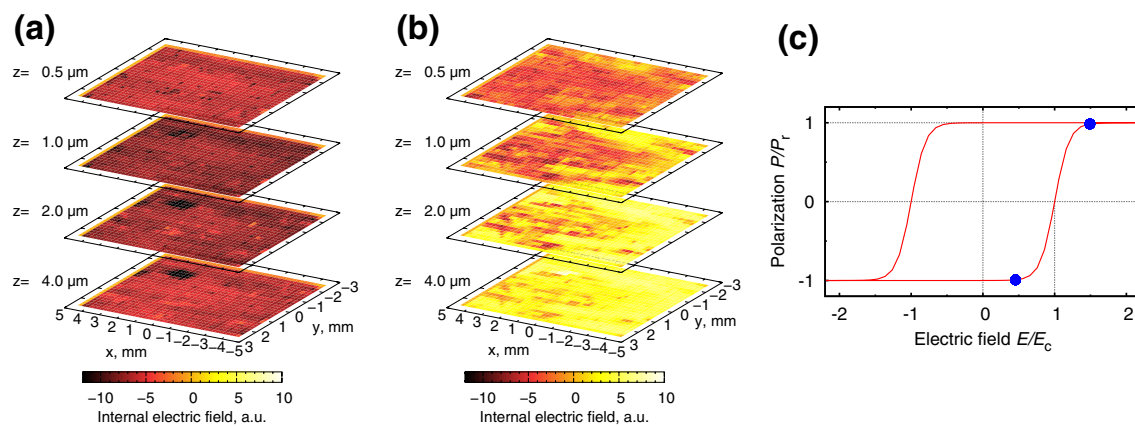 (a)
z= 0.5 μm
z= 1.0 μm
z= 2.0 μm
z= 4.0 μm
5 4 3 2 1 0 −1 −2 −3 −4 −5
x, mm
3 2 1 0 −1 −2 −3
y, mm
−10 −5 0 5 10
Internal electric field, a.u.
(b)
z= 0.5 μm
z= 1.0 μm
z= 2.0 μm
z= 4.0 μm
5 4 3 2 1 0 −1 −2 −3 −4 −5
x, mm
3 2 1 0 −1 −2 −3
y, mm
−10 −5 0 5 10
Internal electric field, a.u.
(c)
Polarization P/Pr
1
0
-1
-2 -1 0 1 2
Electric field E/Ec